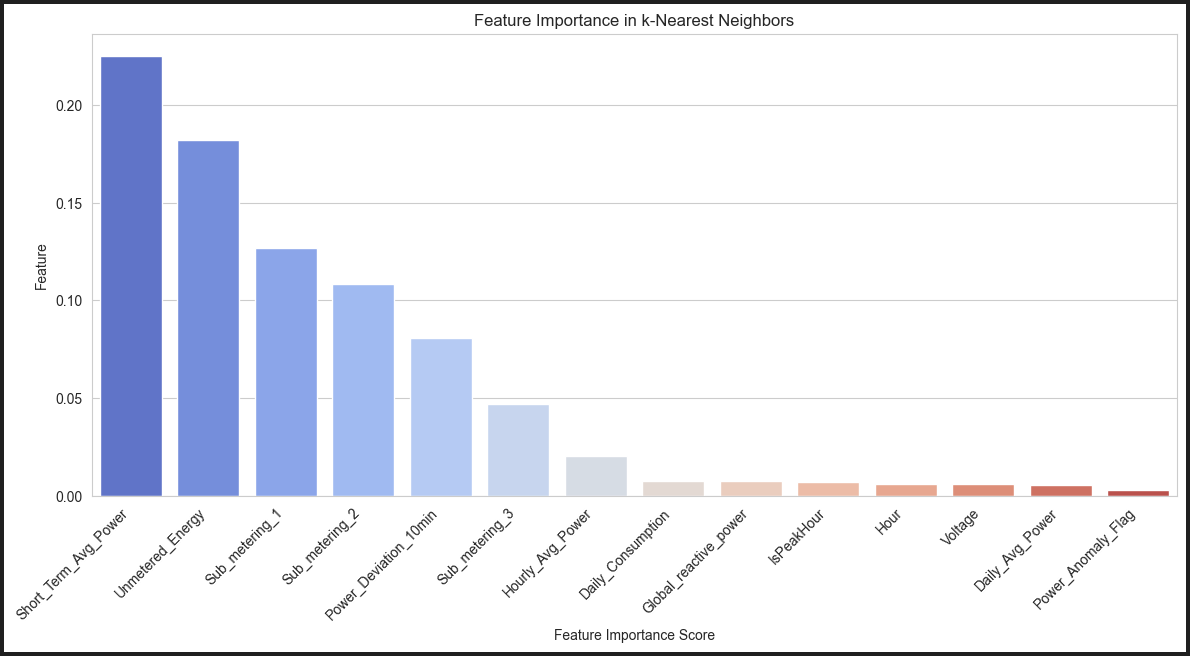 Feature Importance in k-Nearest Neighbors
Feature
0.20
0.15
0.10
0.05
0.00
Short_Term_Avg_Power
Unmetered_Energy
Sub_metering_1
Sub_metering_2
Power_Deviation_10min
Sub_metering_3
Hourly_Avg_Power
Daily_Consumption
Global_reactive_power
IsPeakHour
Hour
Voltage
Daily_Avg_Power
Power_Anomaly_Flag
Feature Importance Score